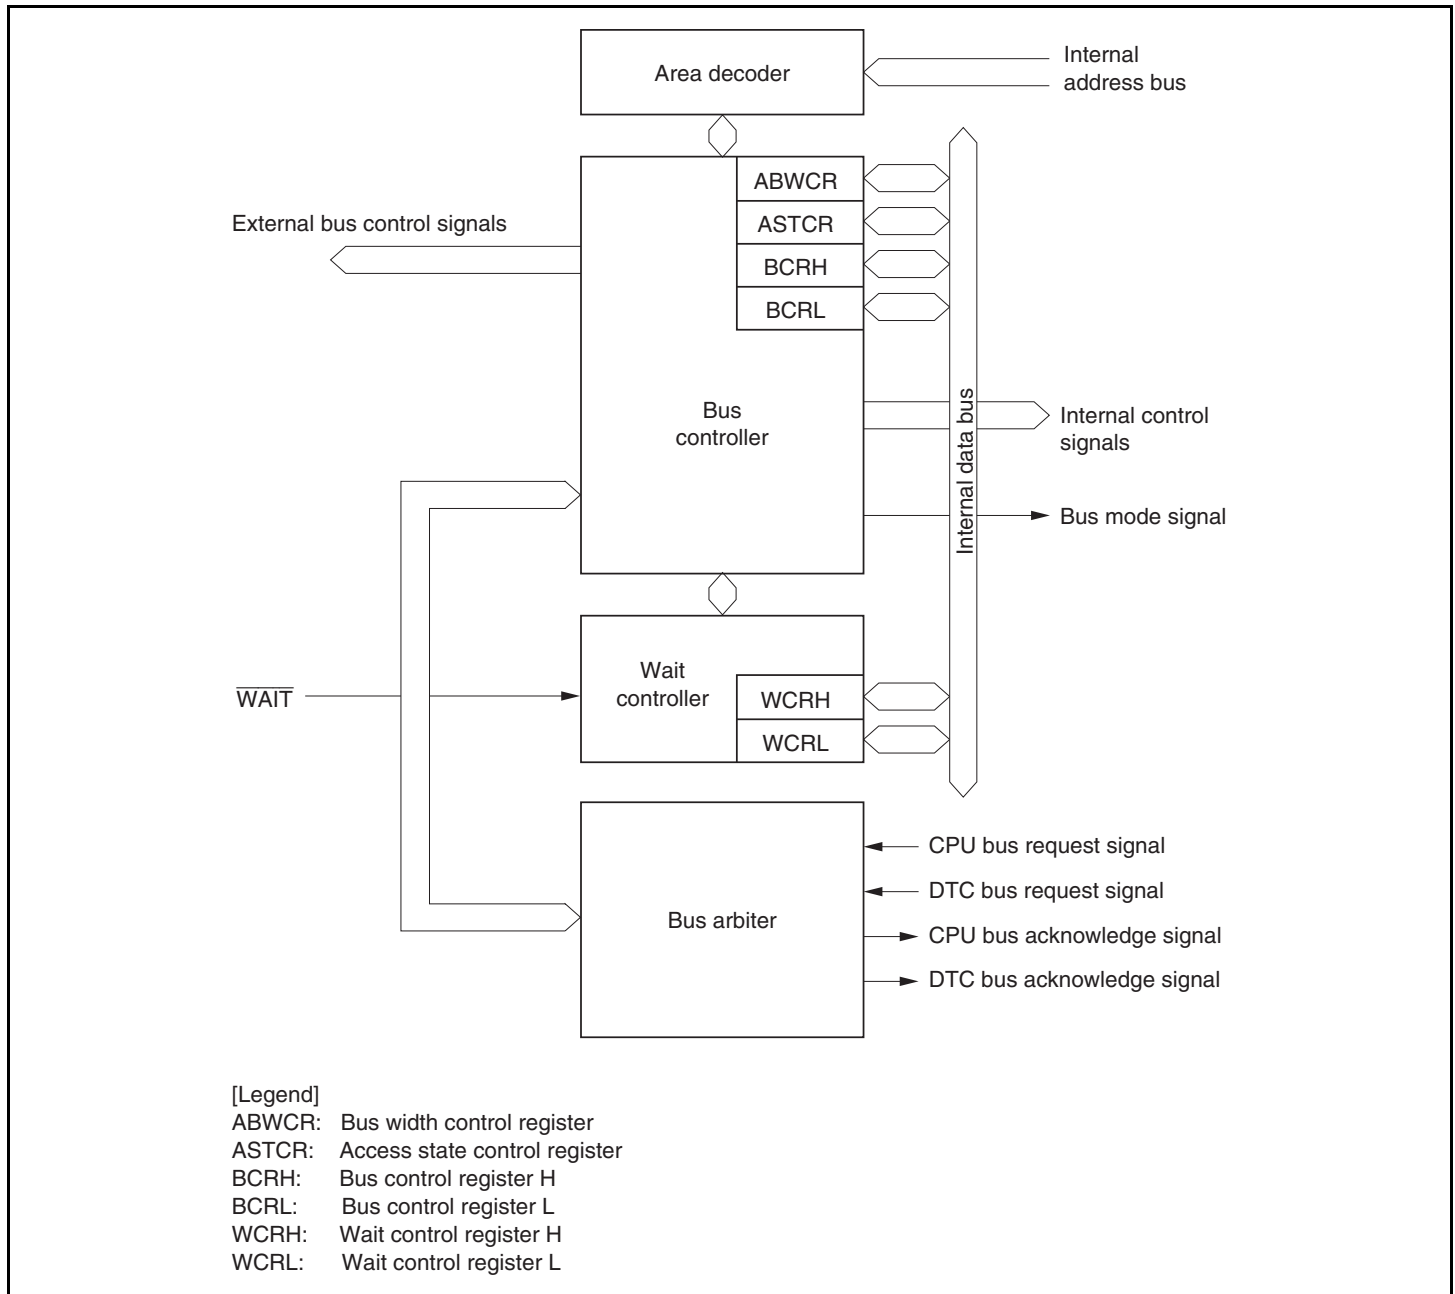 Area decoder
Internal
address bus
ABWCR
ASTCR
BCRH
BCRL
External bus control signals
Bus
controller
Internal data bus
Internal control
signals
Bus mode signal
WAIT
Wait
controller
WCRH
WCRL
Bus arbiter
CPU bus request signal
DTC bus request signal
CPU bus acknowledge signal
DTC bus acknowledge signal
[Legend]
ABWCR: Bus width control register
ASTCR: Access state control register
BCRH: Bus control register H
BCRL: Bus control register L
WCRH: Wait control register H
WCRL: Wait control register L